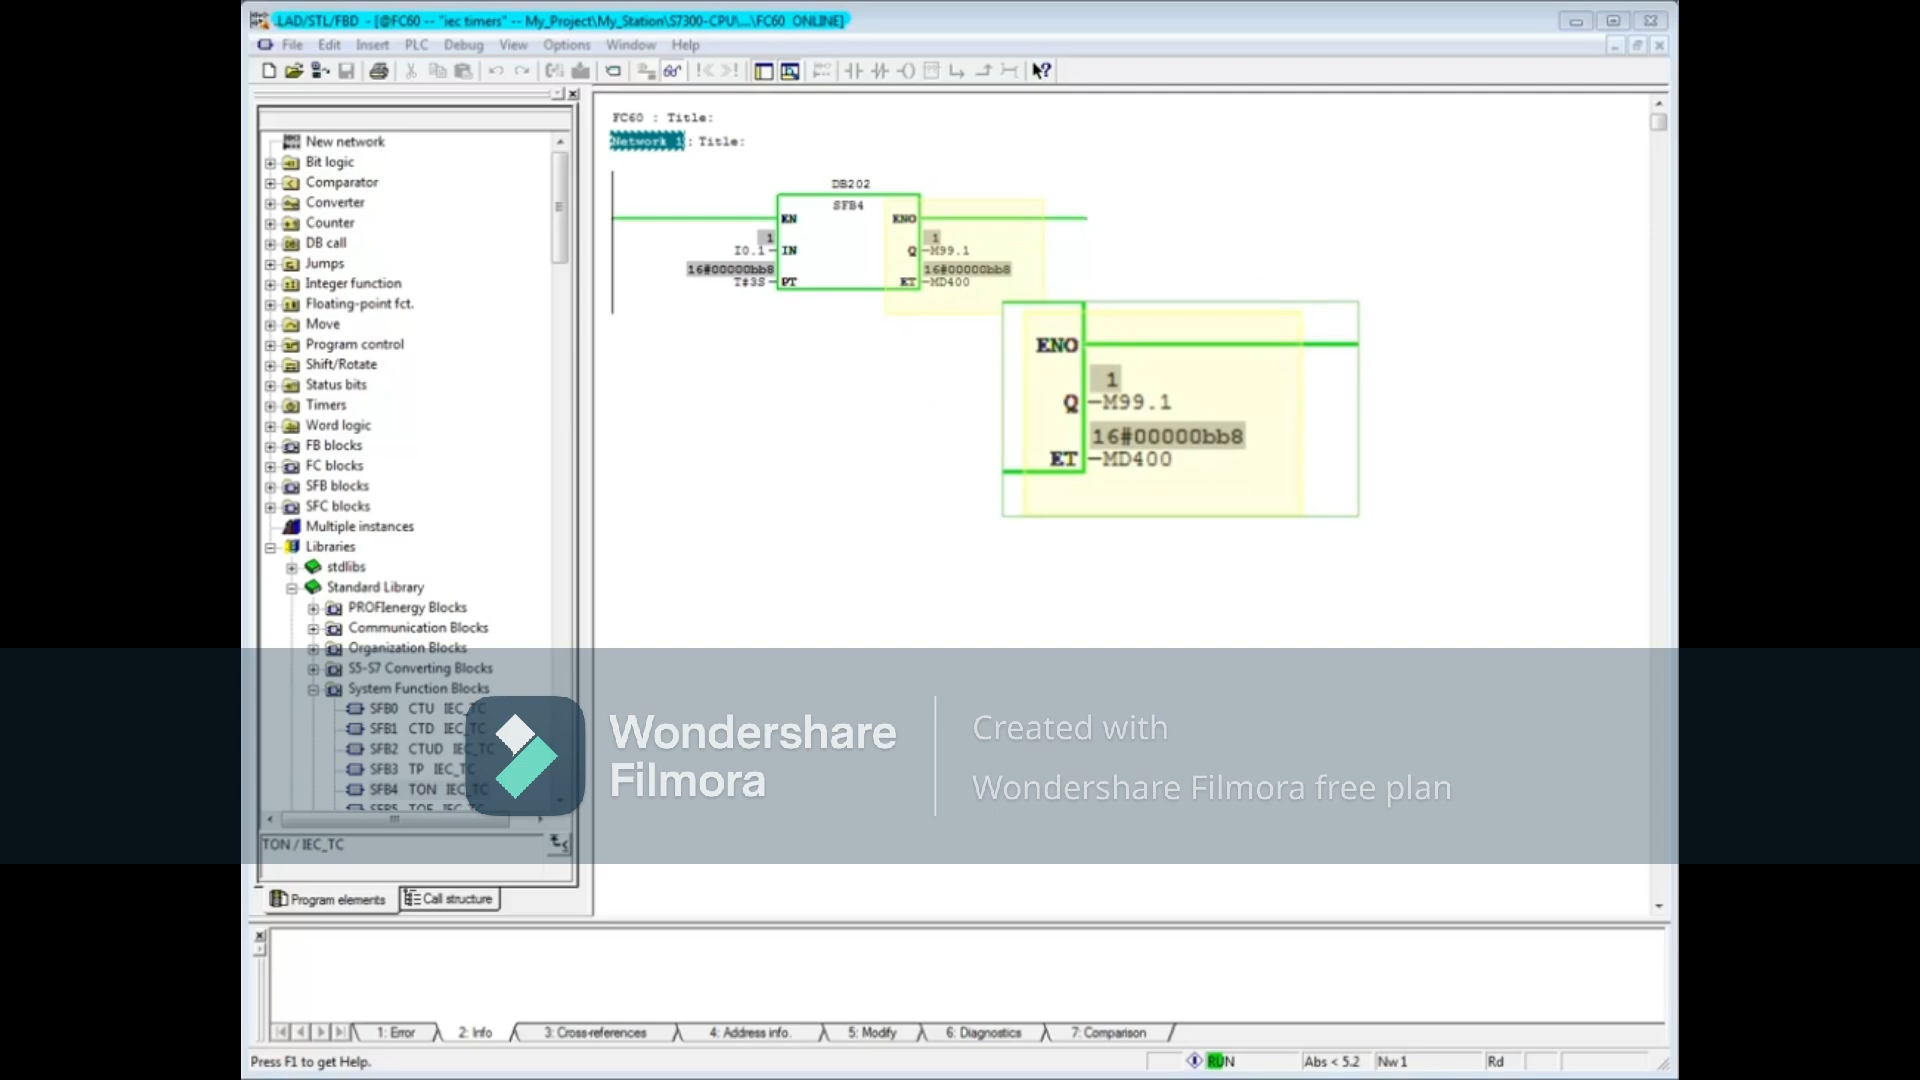 LAD/STL/FBD - [@FC60 -- "iec timers" -- My_Project\My_Station\S7300-CPU\...\FC60 ONLINE]
File Edit Insert PLC Debug View Options Window Help
New network
Bit logic
Comparator
Converter
Counter
DB call
Jumps
Integer function
Floating-point fct.
Move
Program control
Shift/Rotate
Status bits
Timers
Word logic
FB blocks
FC blocks
SFB blocks
SFC blocks
Multiple instances
Libraries
stdlibs
Standard Library
PROFIenergy Blocks
Communication Blocks
Organization Blocks
S5-S7 Converting Blocks
System Function Blocks
SFB0 CTU IEC_TC
SFB1 CTD IEC_TC
SFB2 CTUD IEC_TC
SFB3 TP IEC_TC
SFB4 TON IEC_TC
SFB5 TOF IEC_TC
TON / IEC_TC
Program elements Call structure
FC60 : Title:
Network 1 : Title:
DB202
SFB4
EN ENO
1 1
I0.1 IN Q M99.1
16#00000bb8 16#00000bb8
T#3S PT ET MD400
ENO
1
Q M99.1
16#00000bb8
ET MD400
Wondershare
Filmora
Created with
Wondershare Filmora free plan
1: Error 2: Info 3: Cross-references 4: Address info. 5: Modify 6: Diagnostics 7: Comparison
Press F1 to get Help. RUN Abs < 5.2 Nw 1 Rd